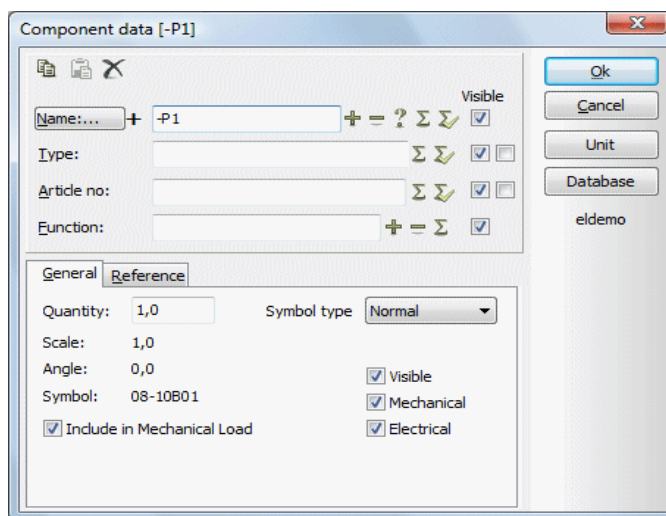 Component data [-P1]
Visible
Name:... -P1
Type:
Article no:
Function:
Ok
Cancel
Unit
Database
eldemo
General Reference
Quantity: 1,0 Symbol type Normal
Scale: 1,0
Angle: 0,0 Visible
Symbol: 08-10B01 Mechanical
Include in Mechanical Load Electrical